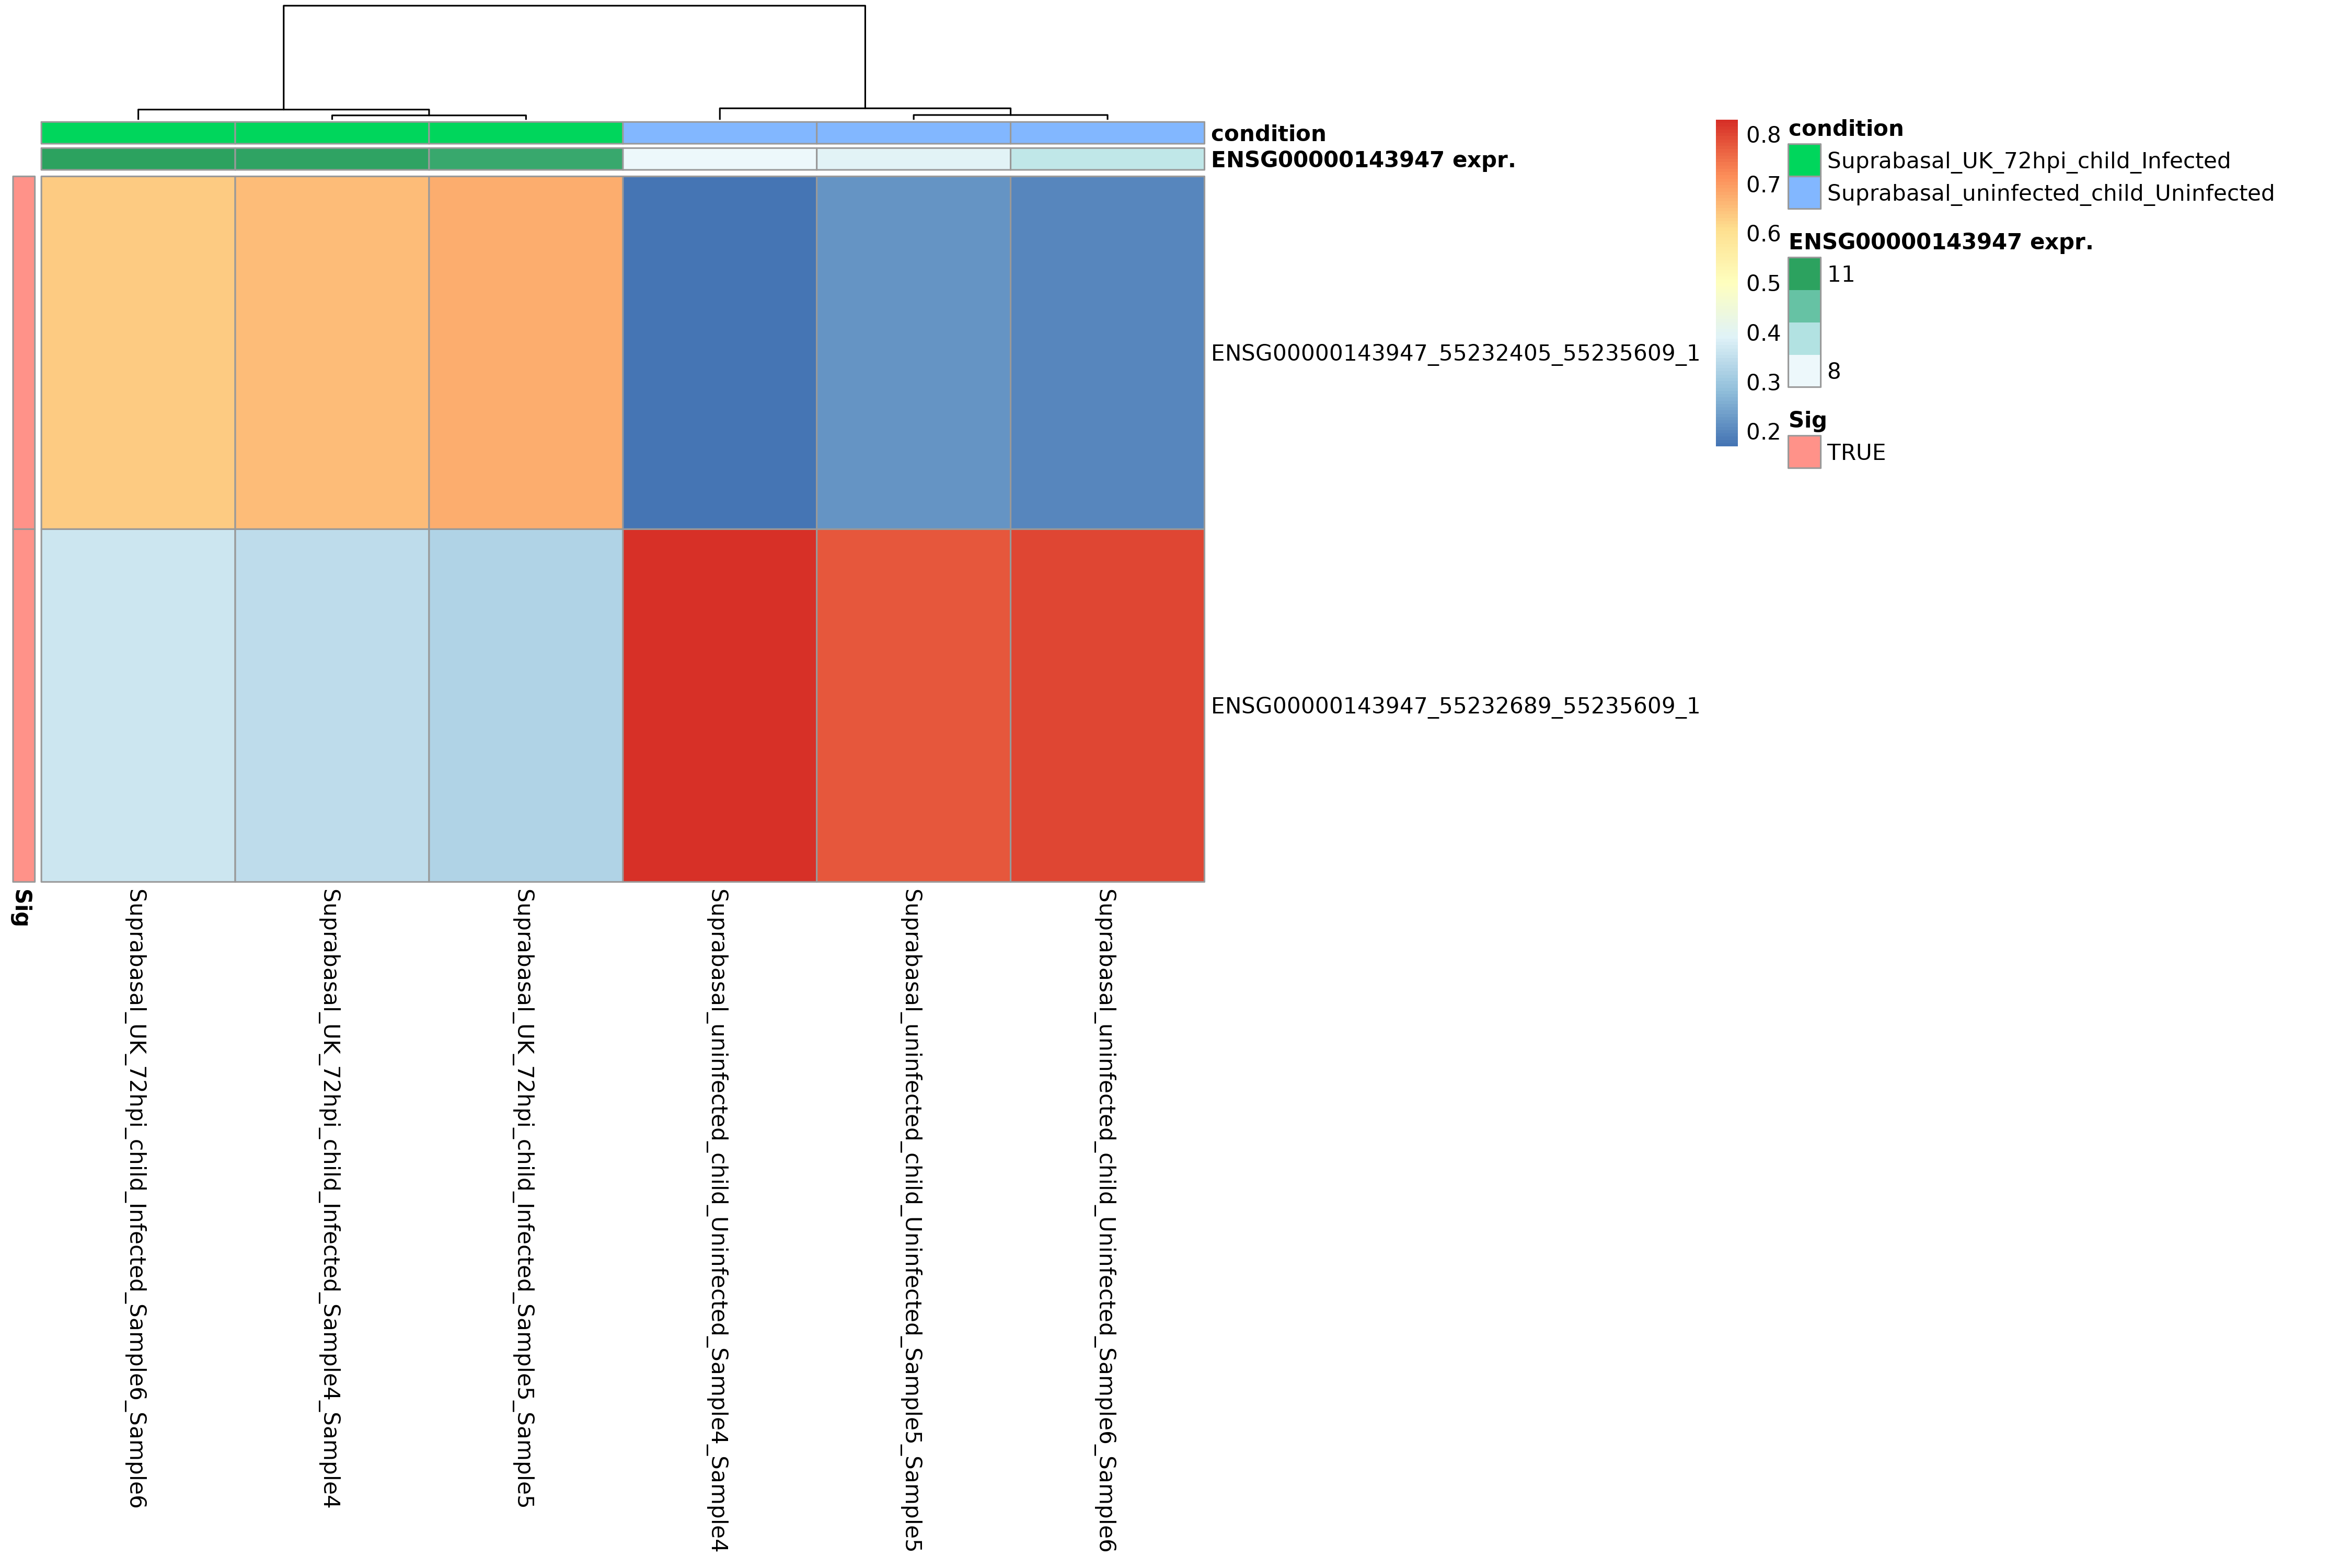 condition
ENSG00000143947 expr.
ENSG00000143947_55232405_55235609_1
ENSG00000143947_55232689_55235609_1
0.8
0.7
0.6
0.5
0.4
0.3
0.2
condition
Suprabasal_UK_72hpi_child_Infected
Suprabasal_uninfected_child_Uninfected
ENSG00000143947 expr.
11
8
Sig
TRUE
Sig
Suprabasal_UK_72hpi_child_Infected_Sample6_Sample6
Suprabasal_UK_72hpi_child_Infected_Sample4_Sample4
Suprabasal_UK_72hpi_child_Infected_Sample5_Sample5
Suprabasal_uninfected_child_Uninfected_Sample4_Sample4
Suprabasal_uninfected_child_Uninfected_Sample5_Sample5
Suprabasal_uninfected_child_Uninfected_Sample6_Sample6